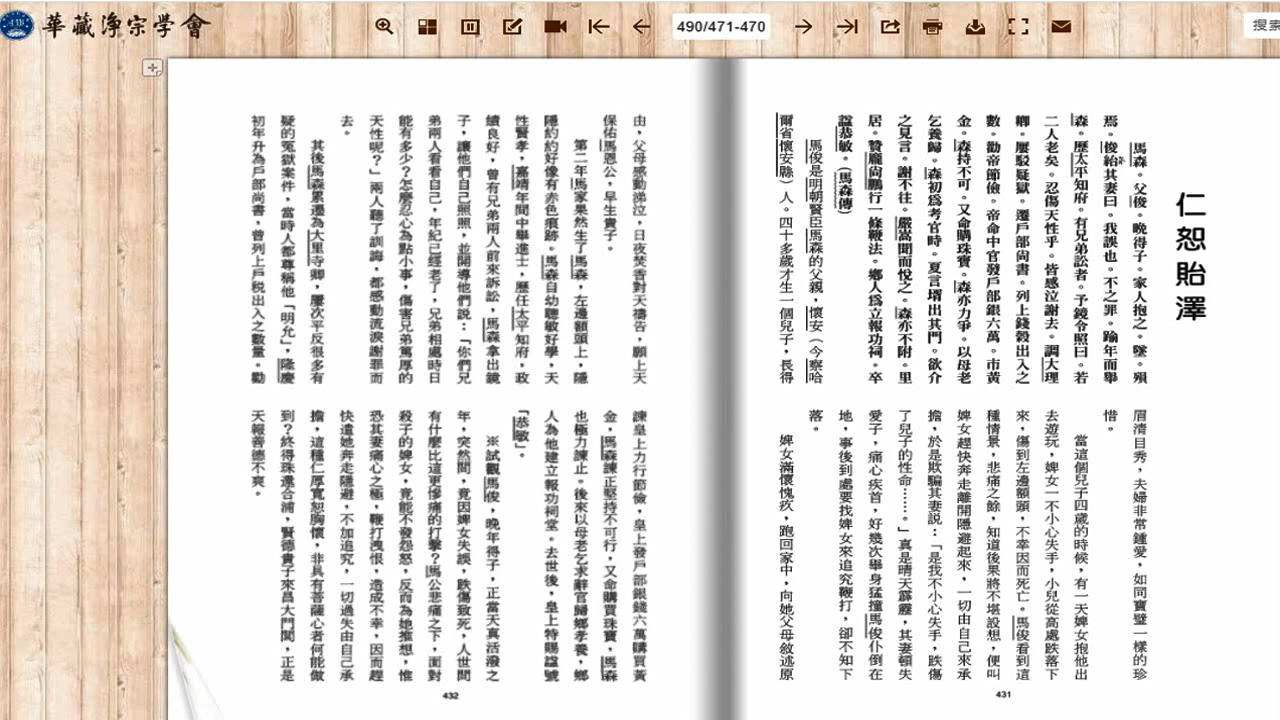 華藏淨宗學會
490/471-470
搜索
仁恕貽澤
馬森。父俊。晚得子。家人抱之。墜。殞
焉。俊紿其妻曰。我誤也。不之罪。踰年而舉
森。歷太平知府。有兄弟訟者。予鏡令照曰。若
二人老矣。忍傷天性乎。皆感泣謝去。調大理
卿。屢駁疑獄。遷戶部尚書。列上錢穀出入之
數。勸帝節儉。帝命中官發戶部銀六萬。市黃
金。森持不可。又命購珠寶。森亦力爭。以母老
乞養歸。森初為考官時。夏言壻出其門。欲介
之見言。謝不往。嚴嵩聞而悅之。森亦不附。里
居。贊龐尚鵬行一條鞭法。鄉人為立報功祠。卒
諡恭敏。（馬森傳）
馬俊是明朝賢臣馬森的父親，懷安（今察哈
爾省懷安縣）人。四十多歲才生一個兒子，長得
眉清目秀，夫婦非常鍾愛，如同寶璧一樣的珍
惜。
當這個兒子四歲的時候，有一天婢女抱他出
去遊玩，婢女一不小心失手，小兒從高處跌落下
來，傷到左邊額頭，不幸因而死亡。馬俊看到這
種情景，悲痛之餘，知道後果將不堪設想，便叫
婢女趕快奔走離開隱避起來，一切由自己來承
擔，於是欺騙其妻說：「是我不小心失手，跌傷
了兒子的性命……。」真是晴天霹靂，其妻頓失
愛子，痛心疾首，好幾次舉身猛撞馬俊仆倒在
地，事後到處要找婢女來追究鞭打，卻不知下
落。
婢女滿懷愧疚，跑回家中，向她父母敘述原
431
由，父母感動涕泣，日夜焚香對天禱告，願上天
保佑馬恩公，早生貴子。
第二年馬家果然生了馬森，左邊額頭上，隱
隱約約好像有赤色痕跡。馬森自幼聰敏好學，天
性賢孝，嘉靖年間中舉進士，歷任太平知府，政
績良好，曾有兄弟兩人前來訴訟，馬森拿出鏡
子，讓他們自己照照，並開導他們說：「你們兄
弟兩人看看自己，年紀已經老了，兄弟相處時日
能有多少？怎麼忍心為點小事，傷害兄弟篤厚的
天性呢？」兩人聽了訓誨，都感動流淚謝罪而
去。
其後馬森累遷為大里寺卿，屢次平反很多有
疑的冤獄案件，當時人都尊稱他「明允」，隆慶
初年升為戶部尚書，曾列上戶稅出入之數量。勸
諫皇上力行節儉，皇上發戶部銀錢六萬購買黃
金，馬森諫正堅持不可行，又命購買珠寶，馬森
也極力諫止。後來以母老乞求辭官歸鄉孝養，鄉
人為他建立報功祠堂。去世後，皇上特賜諡號
「恭敏」。
※試觀馬俊，晚年得子，正當天真活潑之
年，突然間，竟因婢女失誤，跌傷致死，人世間
有什麼比這更慘痛的打擊？馬公悲痛之下，面對
殺子的婢女，竟能不發怨怒，反而為她推想，惟
恐其妻痛心之極，鞭打洩恨，造成不幸，因而趕
快遣她奔走隱避，不加追究，一切過失由自己承
擔，這種仁厚寬恕胸懷，非具有菩薩心者何能做
到？終得珠還合浦，賢德貴子來昌大門閭，正是
天報善德不爽。
432